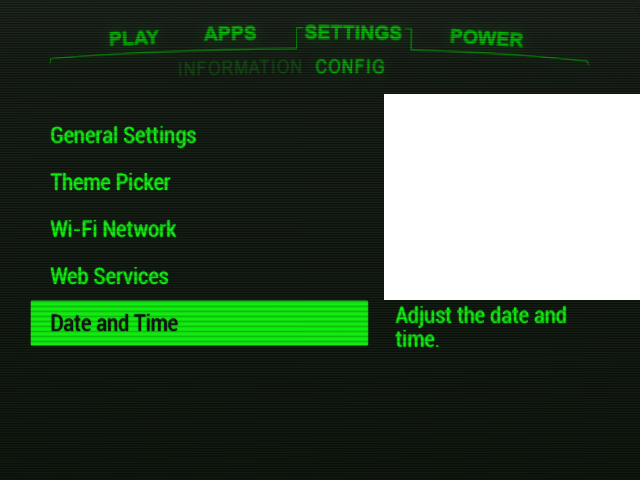 PLAY APPS SETTINGS POWER
INFORMATION CONFIG
General Settings
Theme Picker
Wi-Fi Network
Web Services
Date and Time
Adjust the date and
time.